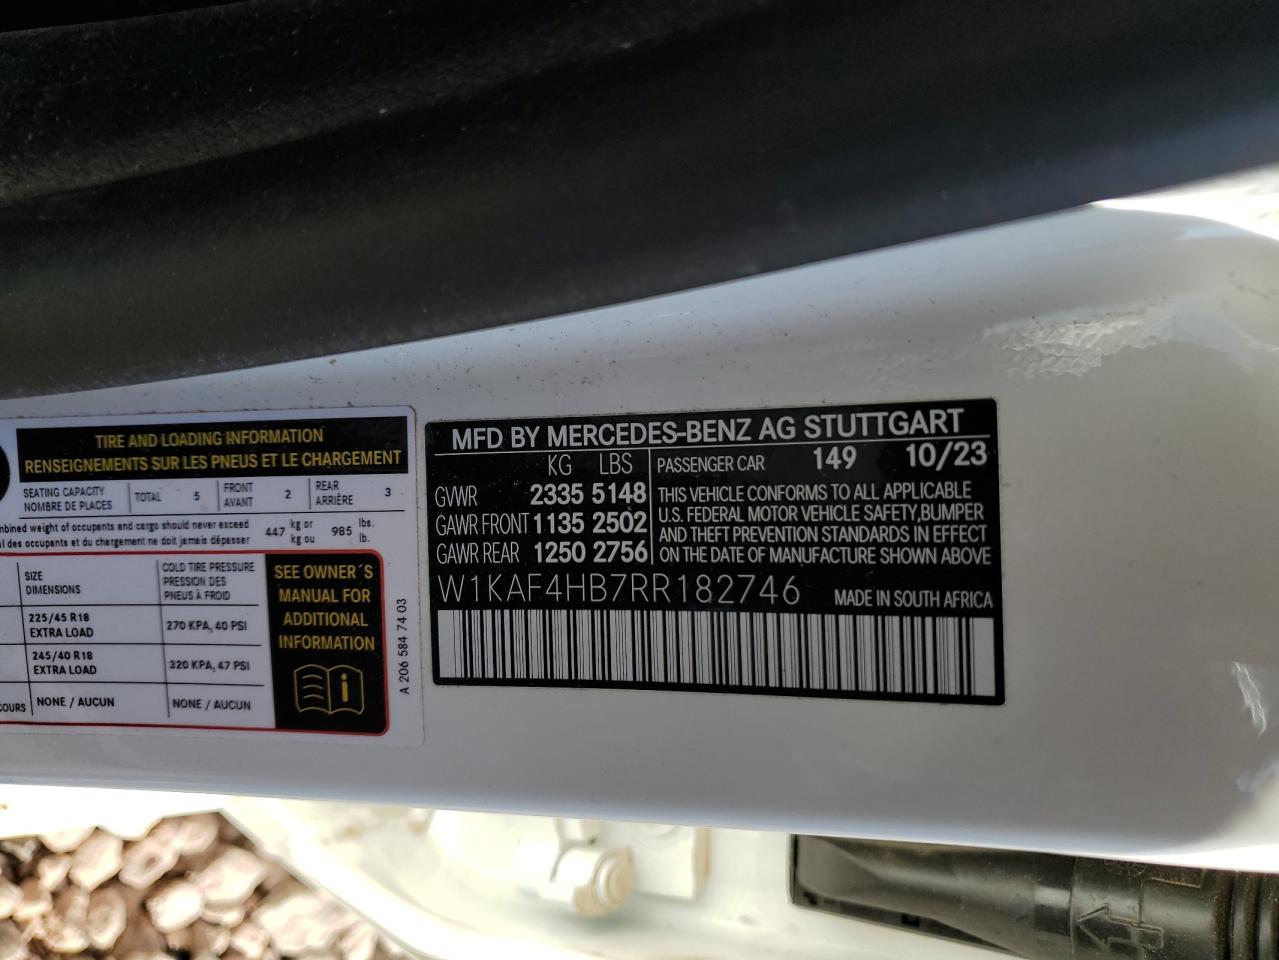 TIRE AND LOADING INFORMATION
RENSEIGNEMENTS SUR LES PNEUS ET LE CHARGEMENT
SEATING CAPACITY
NOMBRE DE PLACES
TOTAL 5
FRONT
AVANT
2
REAR
ARRIÈRE
3
weight of occupants and cargo should never exceed
des occupants et du chargement ne doit jamais dépasser
447
kg or
kg ou
985
lbs.
lb.
SIZE
DIMENSIONS
COLD TIRE PRESSURE
PRESSION DES
PNEUS À FROID
225/45 R18
EXTRA LOAD
270 KPA, 40 PSI
245/40 R18
EXTRA LOAD
320 KPA, 47 PSI
NONE / AUCUN
NONE / AUCUN
SEE OWNER´S
MANUAL FOR
ADDITIONAL
INFORMATION
A 206 584 74 03
MFD BY MERCEDES-BENZ AG STUTTGART
KG LBS
GVWR 2335 5148
GAWR FRONT 1135 2502
GAWR REAR 1250 2756
PASSENGER CAR 149 10/23
THIS VEHICLE CONFORMS TO ALL APPLICABLE
U.S. FEDERAL MOTOR VEHICLE SAFETY,BUMPER
AND THEFT PREVENTION STANDARDS IN EFFECT
ON THE DATE OF MANUFACTURE SHOWN ABOVE
W1KAF4HB7RR182746 MADE IN SOUTH AFRICA